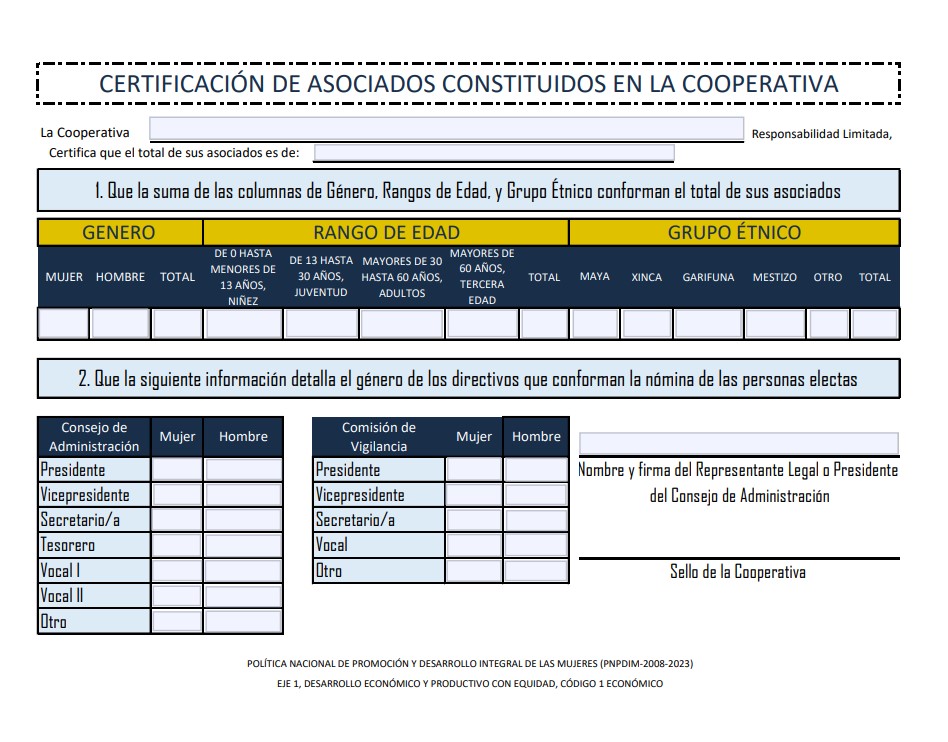 CERTIFICACIÓN DE ASOCIADOS CONSTITUIDOS EN LA COOPERATIVA
La Cooperativa Responsabilidad Limitada,
Certifica que el total de sus asociados es de:
1. Que la suma de las columnas de Género, Rangos de Edad, y Grupo Étnico conforman el total de sus asociados
GENERO RANGO DE EDAD GRUPO ÉTNICO
MUJER HOMBRE TOTAL
DE 0 HASTA
MENORES DE
13 AÑOS,
NIÑEZ
DE 13 HASTA
30 AÑOS,
JUVENTUD
MAYORES DE 30
HASTA 60 AÑOS,
ADULTOS
MAYORES DE
60 AÑOS,
TERCERA
EDAD
TOTAL MAYA XINCA GARIFUNA MESTIZO OTRO TOTAL
2. Que la siguiente información detalla el género de los directivos que conforman la nómina de las personas electas
Consejo de
Administración
Mujer Hombre
Presidente
Vicepresidente
Secretario/a
Tesorero
Vocal I
Vocal II
Otro
Comisión de
Vigilancia
Mujer Hombre
Presidente
Vicepresidente
Secretario/a
Vocal
Otro
Nombre y firma del Representante Legal o Presidente
del Consejo de Administración
Sello de la Cooperativa
POLÍTICA NACIONAL DE PROMOCIÓN Y DESARROLLO INTEGRAL DE LAS MUJERES (PNPDIM-2008-2023)
EJE 1, DESARROLLO ECONÓMICO Y PRODUCTIVO CON EQUIDAD, CÓDIGO 1 ECONÓMICO